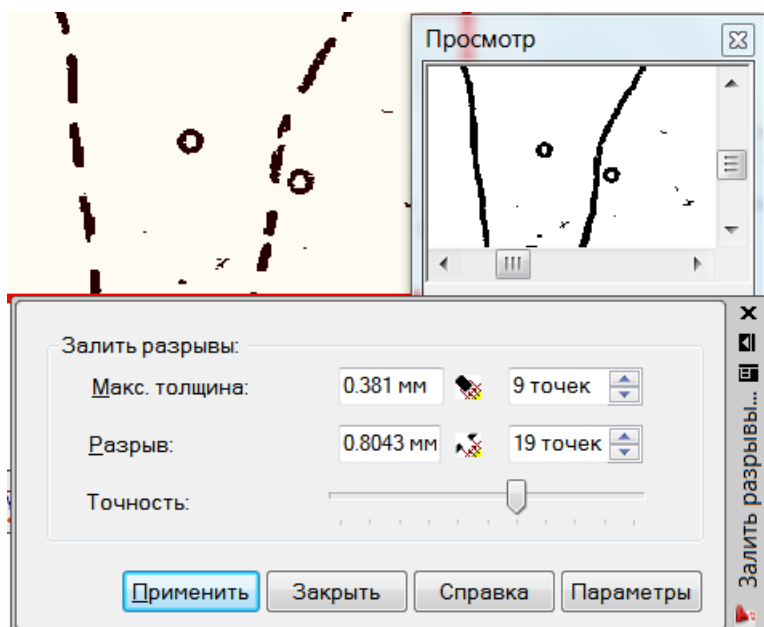 Просмотр
Залить разрывы:
Макс. толщина: 0.381 мм 9 точек
Разрыв: 0.8043 мм 19 точек
Точность:
Применить Закрыть Справка Параметры
Залить разрывы...